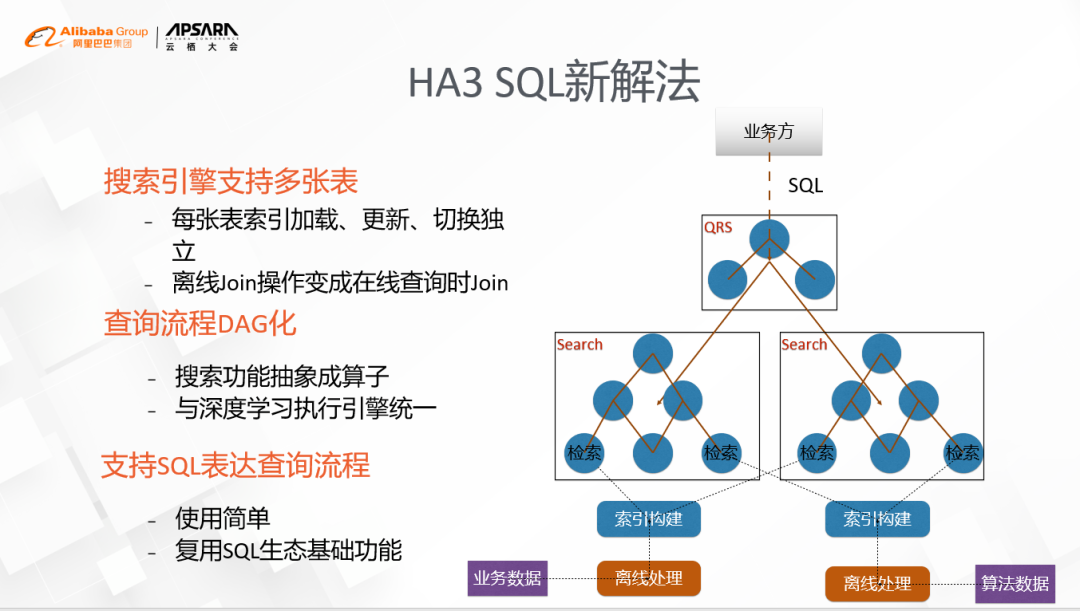 Alibaba Group
阿里巴巴集团
APSARA
APSARA CONFERENCE
云栖大会
HA3 SQL新解法
搜索引擎支持多张表
- 每张表索引加载、更新、切换独
立
- 离线Join操作变成在线查询时Join
查询流程DAG化
- 搜索功能抽象成算子
- 与深度学习执行引擎统一
支持SQL表达查询流程
- 使用简单
- 复用SQL生态基础功能
业务方
SQL
QRS
Search
Search
检索
检索
检索
检索
索引构建
索引构建
业务数据
离线处理
离线处理
算法数据